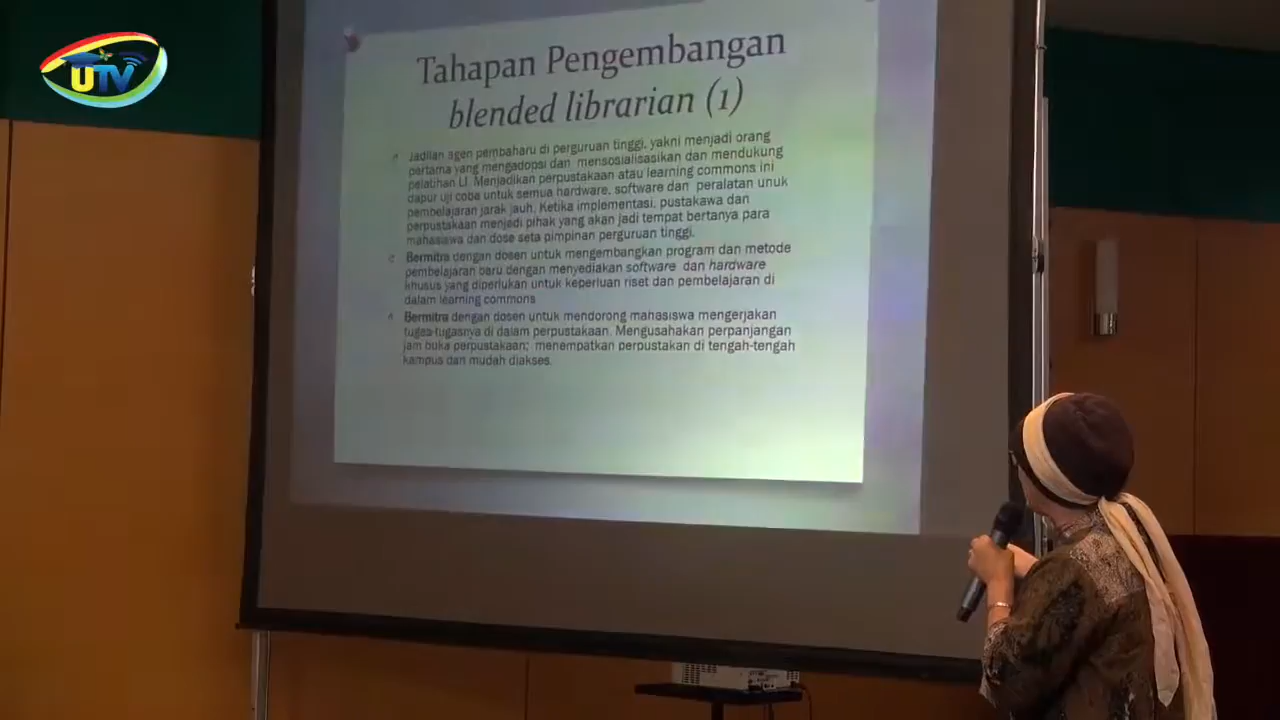 UTV
Tahapan Pengembangan
blended librarian (1)
Jadilan agen pembaharu di perguruan tinggi, yakni menjadi orang
pertama yang mengadopsi dan mensosialisasikan dan mendukung
pelatihan LI. Menjadikan perpustakaan atau learning commons ini
dapur uji coba untuk semua hardware, software dan peralatan unuk
pembelajaran jarak jauh. Ketika implementasi, pustakawa dan
perpustakaan menjedi pihak yang akan jadi tempat bertanya para
mahasiawa dan dose seta pimpinan perguruan tinggi.
Bermitra dengan dosen untuk mengembangkan program dan metode
pembelajaran baru dengan menyediakan software dan hardware
khusus yang diperlukan untuk keperluan riset dan pembelajaran di
dalam learning commons
Bermitra dengan dosen untuk mendorong mahasiswa mengerjakan
tugas-tugasnya di dalam perpustakaan. Mengusahakan perpanjangan
jam buka perpustakaan; menempatkan perpustakan di tengah-tengah
kampus dan mudah diakses.